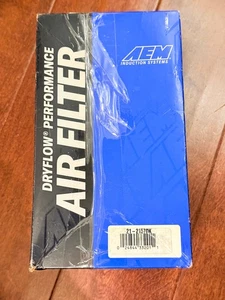 DRYFLOW® PERFORMANCE
AIR FILTER
AEM
INDUCTION SYSTEMS